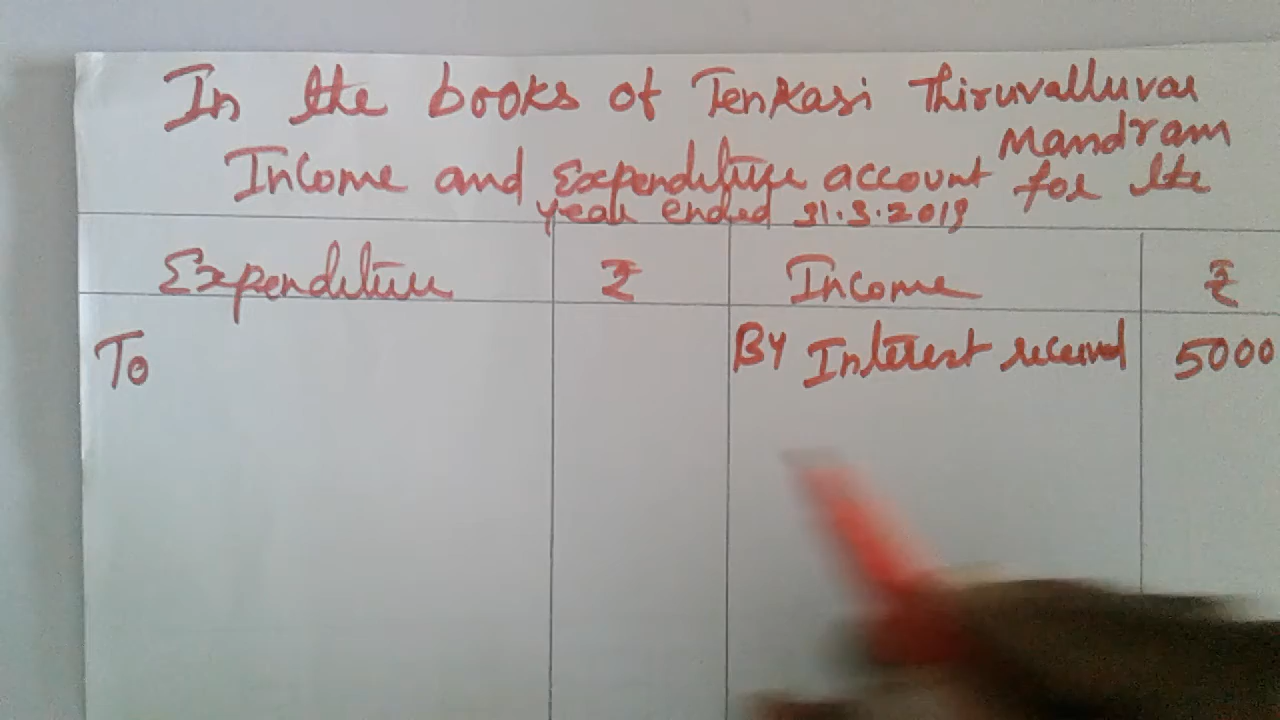 In the books of Tenkasi Thiruvalluvar
Mandram
Income and Expenditure account for the
year ended 31.3.2019
Expenditure ₹ Income ₹
To By Interest received 5000